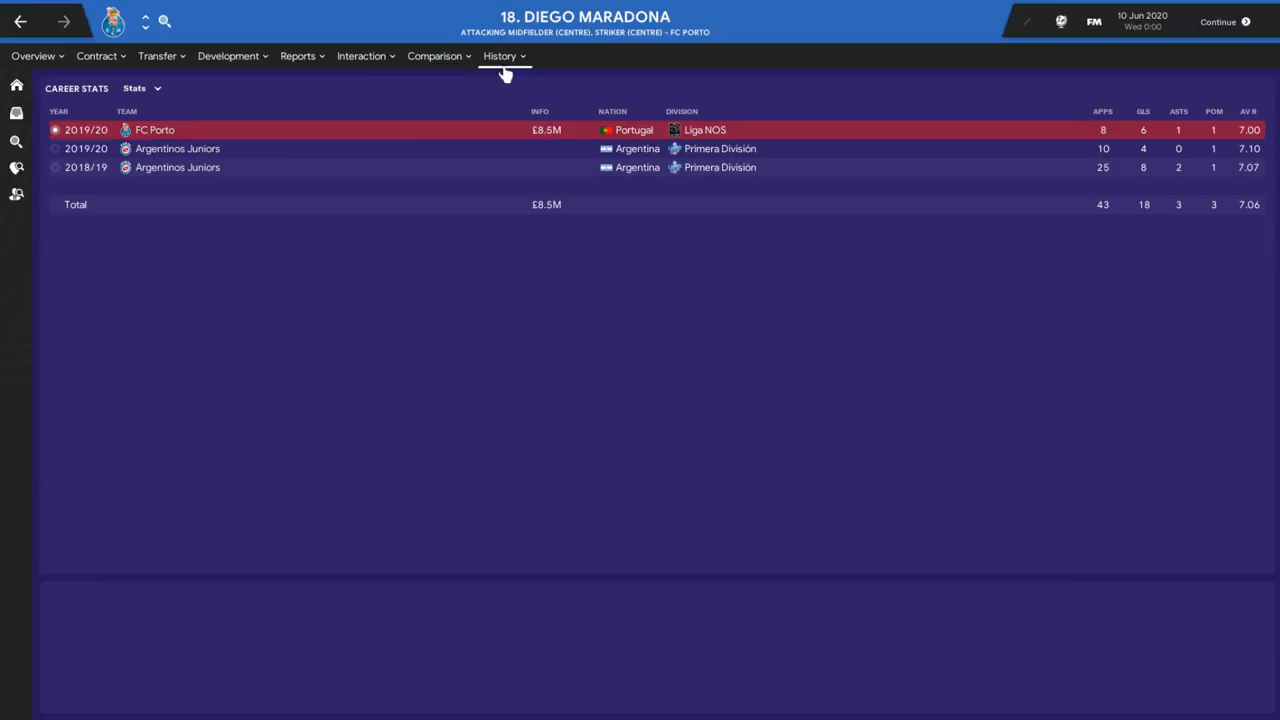 18. DIEGO MARADONA
ATTACKING MIDFIELDER (CENTRE), STRIKER (CENTRE) - FC PORTO
FM 10 Jun 2020 Continue
Wed 0:00
Overview Contract Transfer Development Reports Interaction Comparison History
CAREER STATS Stats
YEAR TEAM INFO NATION DIVISION APPS GLS ASTS POM AV R
2019/20 FC Porto £8.5M Portugal Liga NOS 8 6 1 1 7.00
2019/20 Argentinos Juniors Argentina Primera División 10 4 0 1 7.10
2018/19 Argentinos Juniors Argentina Primera División 25 8 2 1 7.07
Total £8.5M 43 18 3 3 7.06